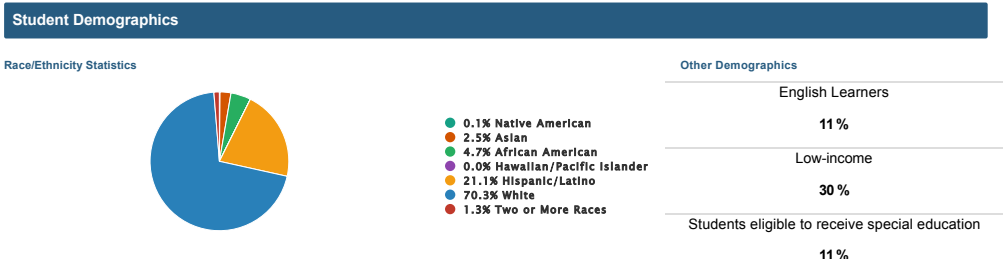 Student Demographics
Race/Ethnicity Statistics
0.1% Native American
2.5% Asian
4.7% African American
0.0% Hawaiian/Pacific Islander
21.1% Hispanic/Latino
70.3% White
1.3% Two or More Races
Other Demographics
English Learners
11 %
Low-income
30 %
Students eligible to receive special education
11 %